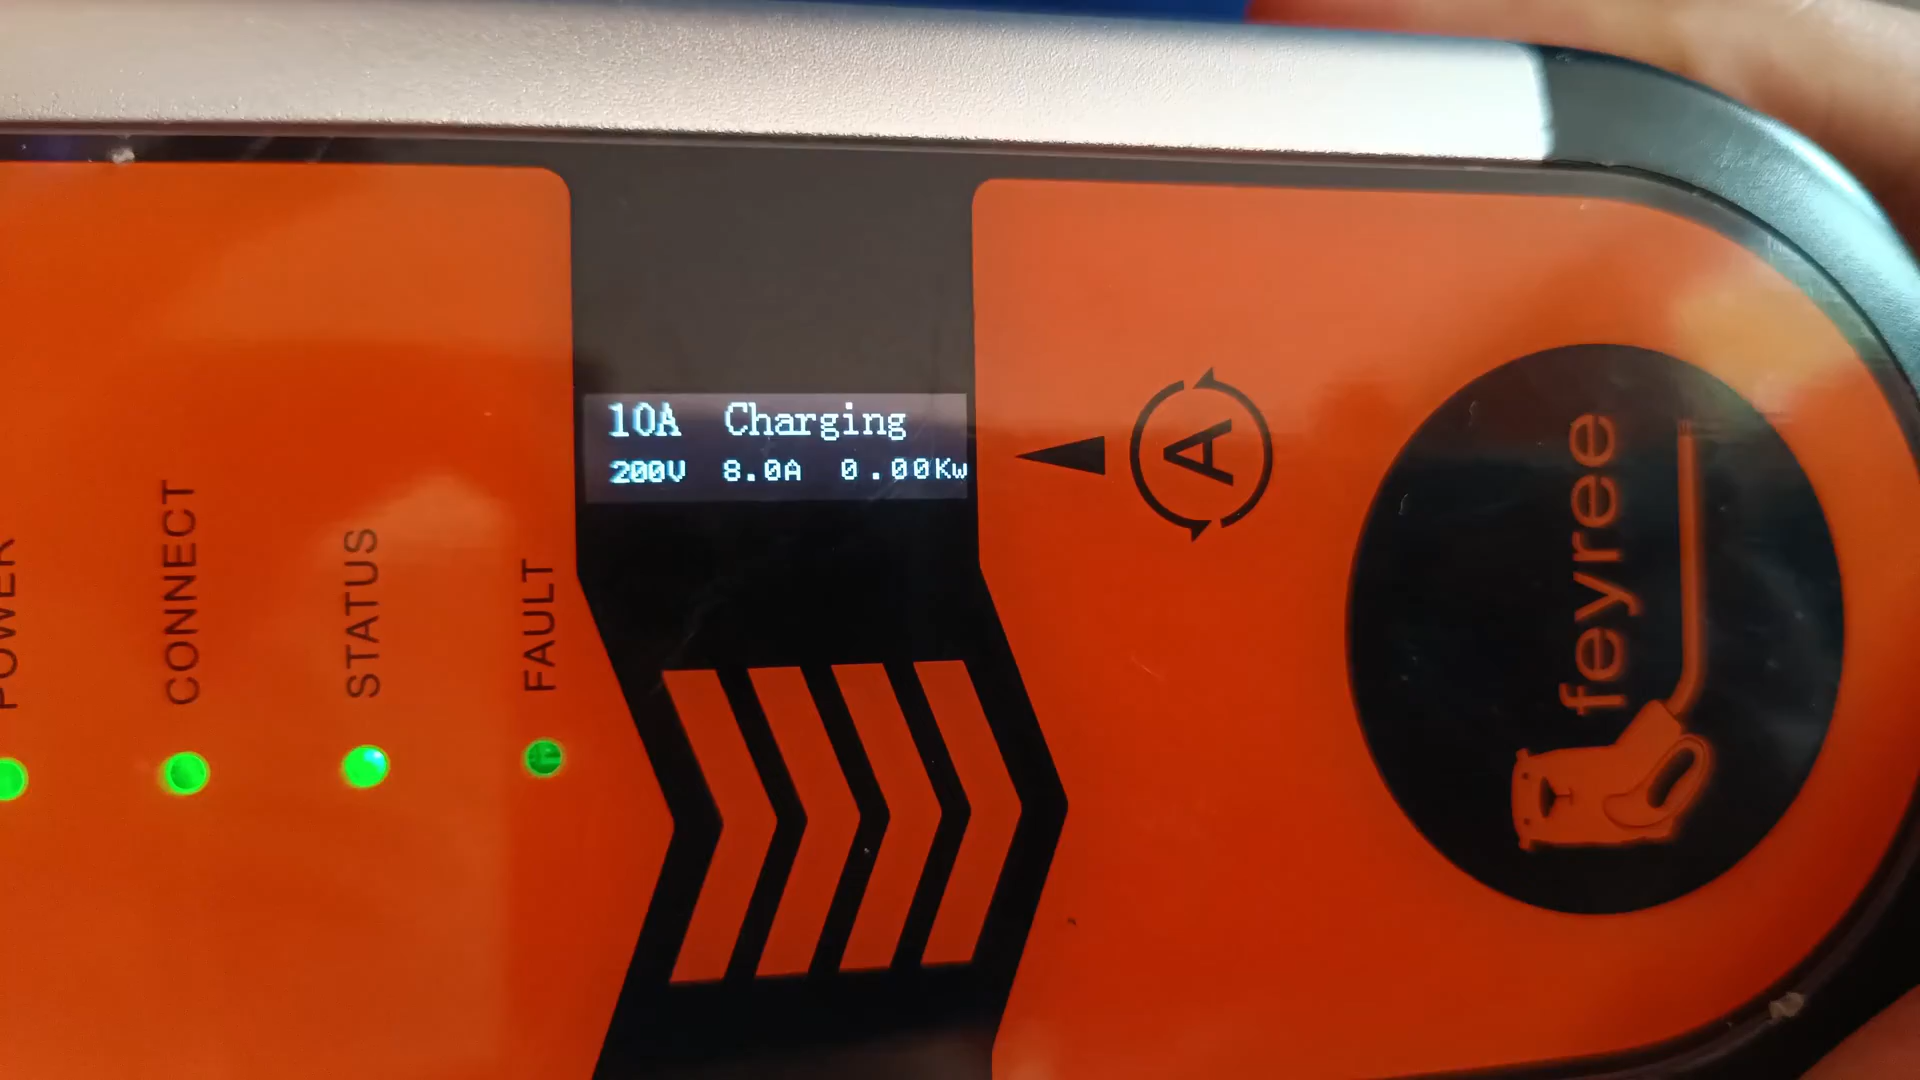 10A Charging
200V 8.0A 0.00Kw
POWER
CONNECT
STATUS
FAULT
A
feyree